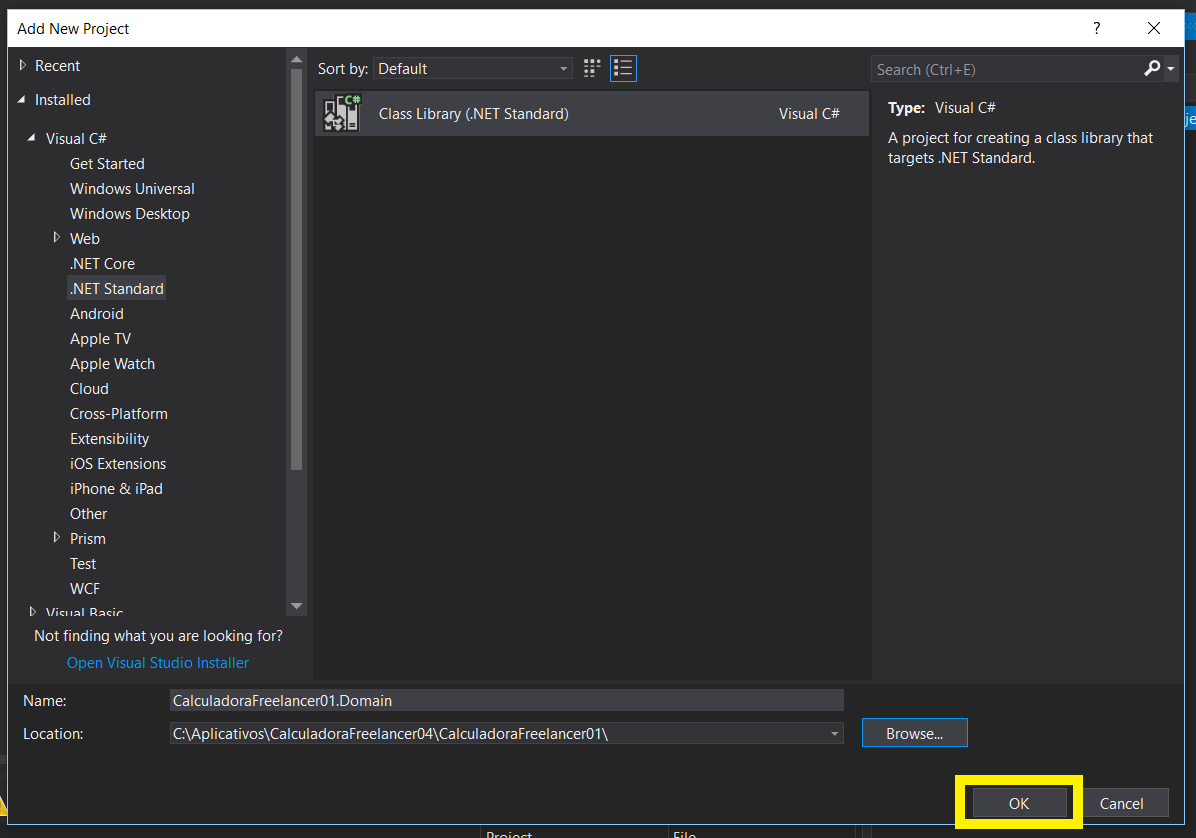 Add New Project
?
Recent
Installed
Visual C#
Get Started
Windows Universal
Windows Desktop
Web
.NET Core
.NET Standard
Android
Apple TV
Apple Watch
Cloud
Cross-Platform
Extensibility
iOS Extensions
iPhone & iPad
Other
Prism
Test
WCF
Visual Basic
Not finding what you are looking for?
Open Visual Studio Installer
Sort by: Default
C#
Class Library (.NET Standard) Visual C#
Search (Ctrl+E)
Type: Visual C#
A project for creating a class library that
targets .NET Standard.
Name: CalculadoraFreelancer01.Domain
Location: C:\Aplicativos\CalculadoraFreelancer04\CalculadoraFreelancer01\
Browse...
OK Cancel
Project File